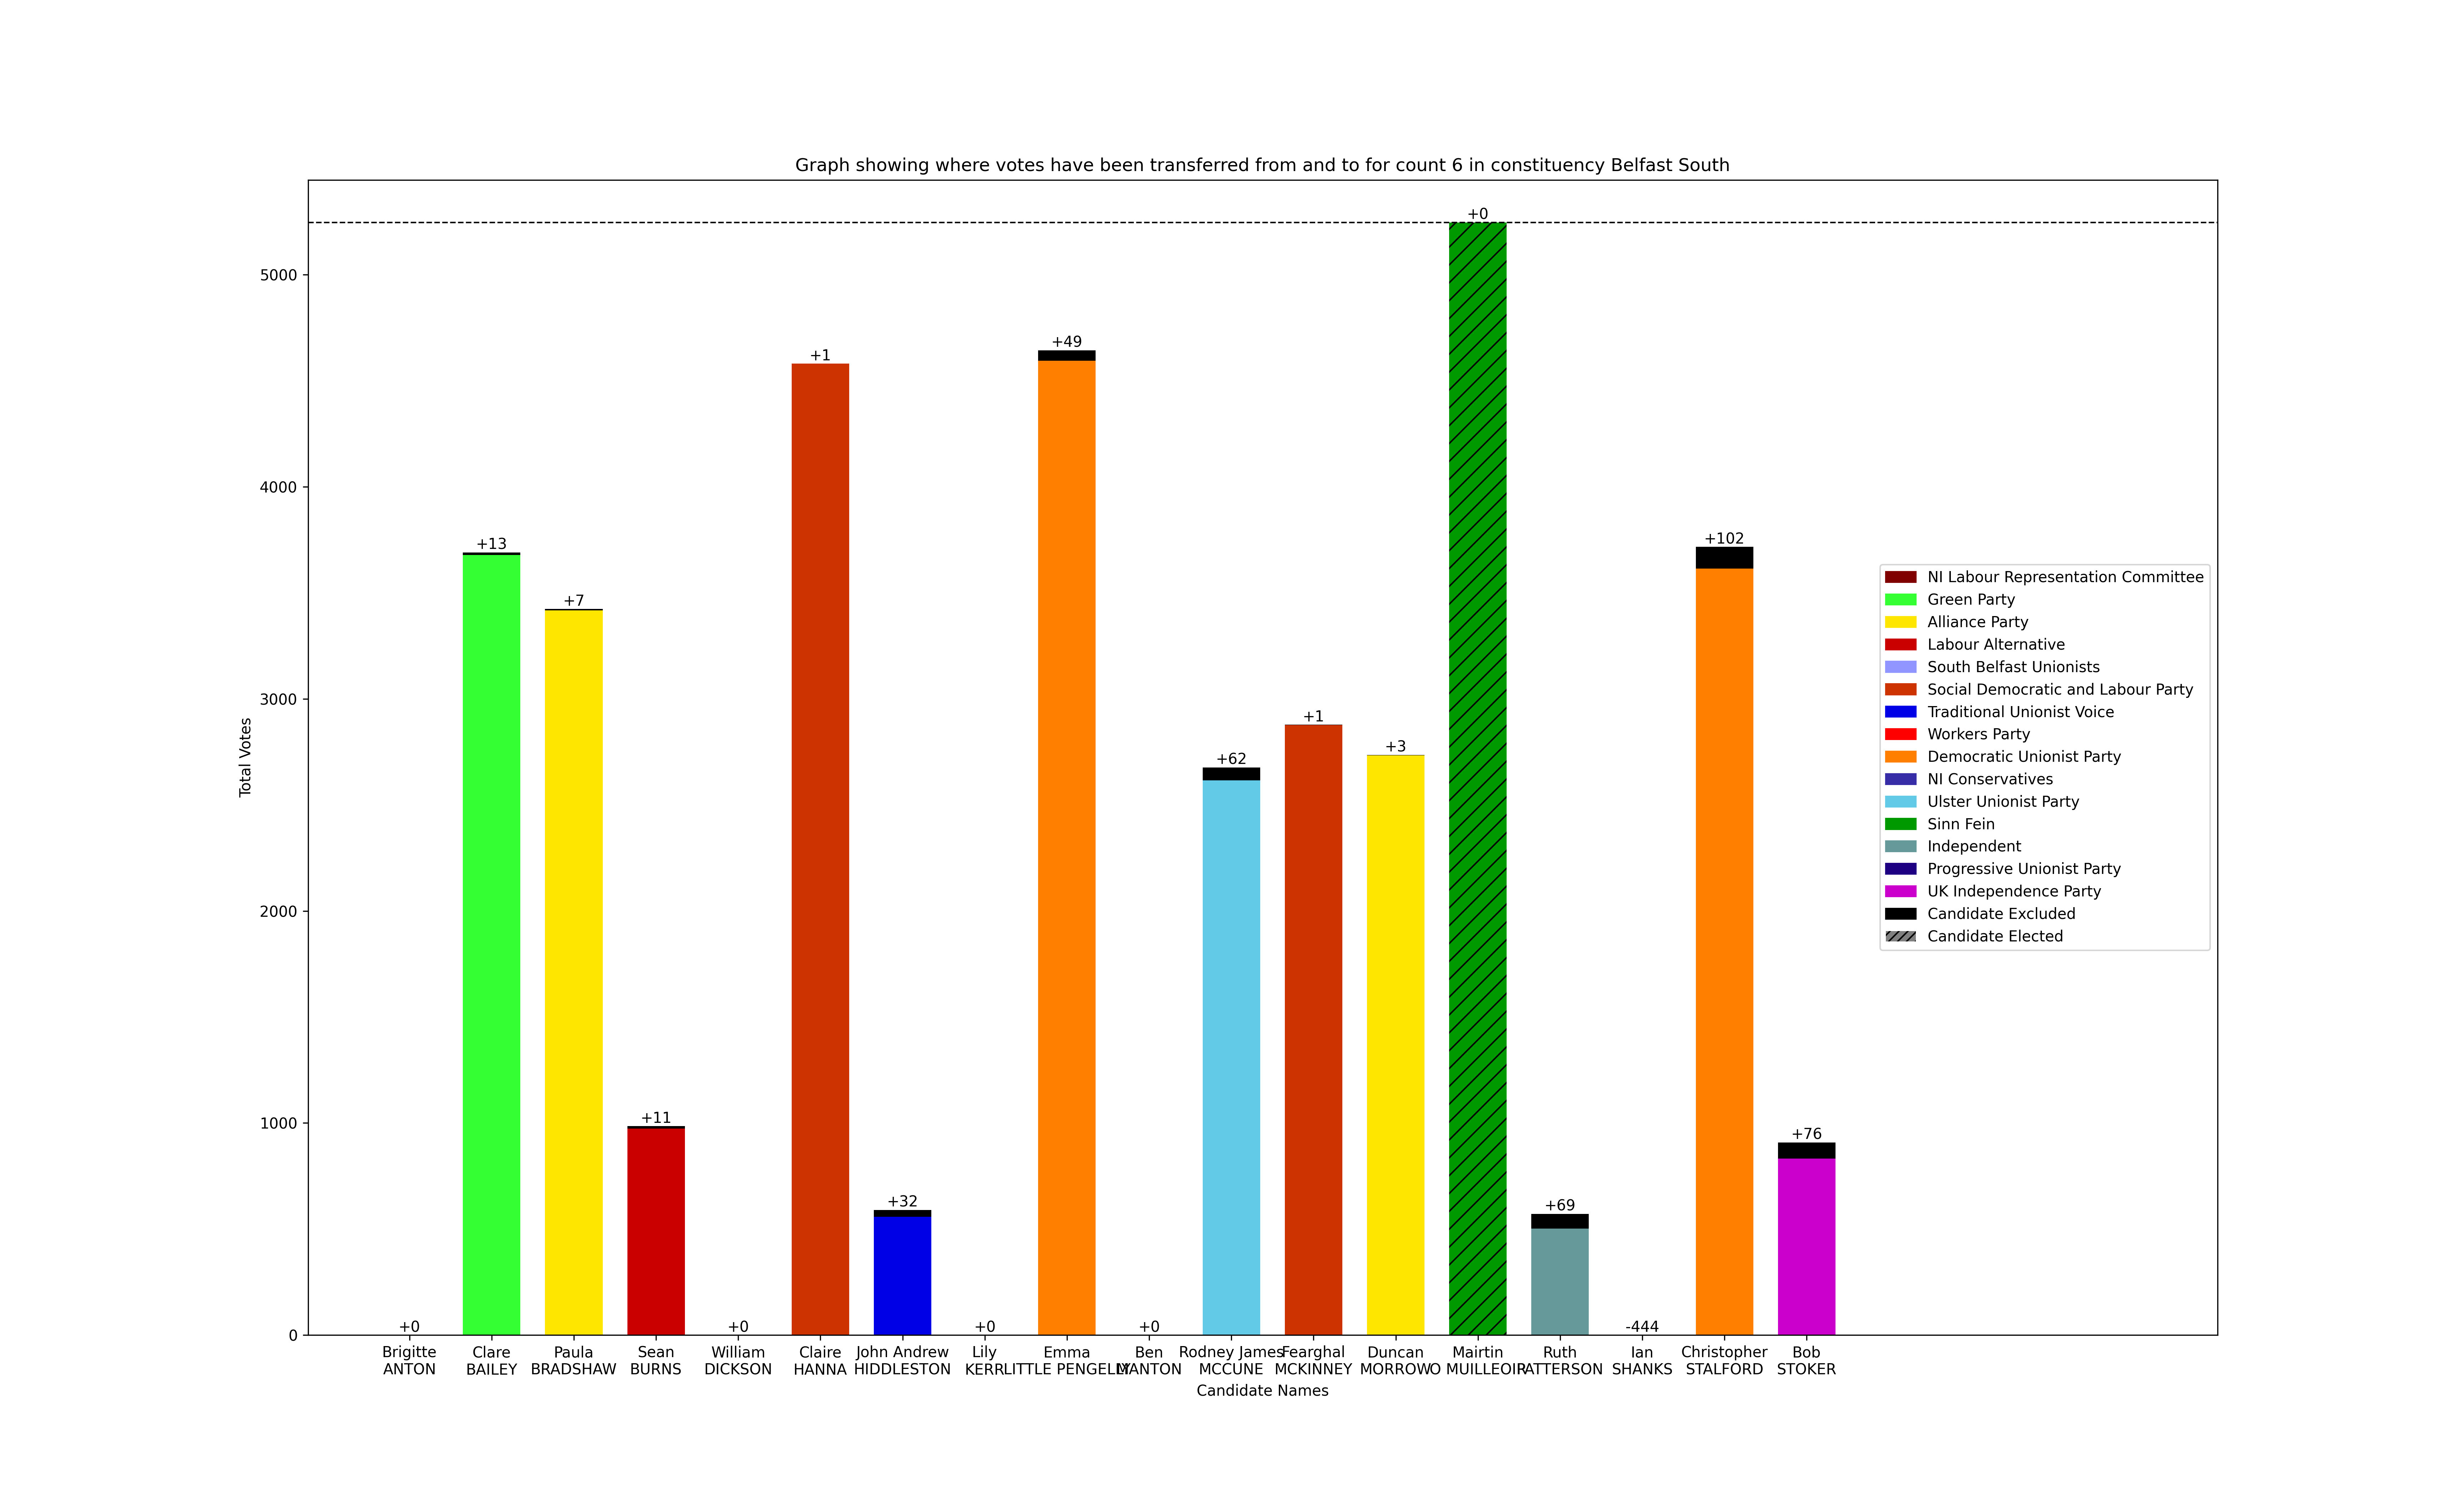 Graph showing where votes have been transferred from and to for count 6 in constituency Belfast South
Total Votes
5000
4000
3000
2000
1000
0
+0
+13
+7
+11
+0
+1
+32
+0
+49
+0
+62
+1
+3
+0
+69
-444
+102
+76
Brigitte
ANTON
Clare
BAILEY
Paula
BRADSHAW
Sean
BURNS
William
DICKSON
Claire
HANNA
John Andrew
HIDDLESTON
Lily
KERR
Emma
LITTLE PENGELLY
Ben
MANTON
Rodney James
MCCUNE
Fearghal
MCKINNEY
Duncan
MORROW
Mairtin
O MUILLEOIR
Ruth
PATTERSON
Ian
SHANKS
Christopher
STALFORD
Bob
STOKER
Candidate Names
NI Labour Representation Committee
Green Party
Alliance Party
Labour Alternative
South Belfast Unionists
Social Democratic and Labour Party
Traditional Unionist Voice
Workers Party
Democratic Unionist Party
NI Conservatives
Ulster Unionist Party
Sinn Fein
Independent
Progressive Unionist Party
UK Independence Party
Candidate Excluded
Candidate Elected